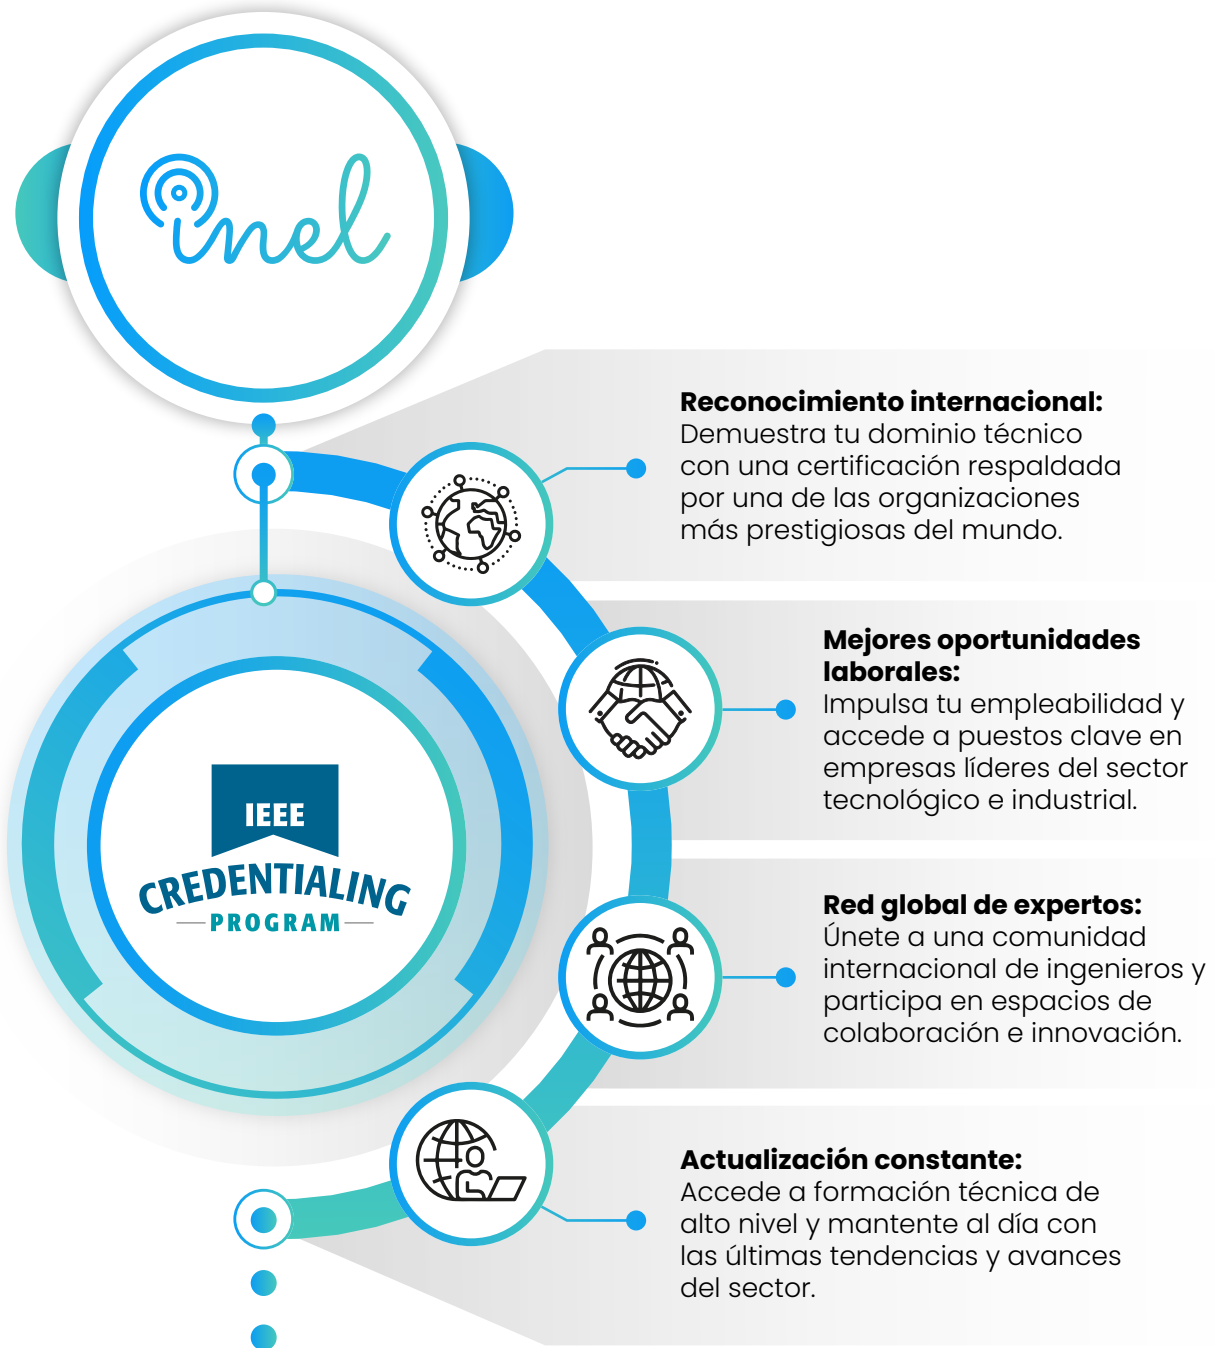 inel
Reconocimiento internacional:
Demuestra tu dominio técnico
con una certificación respaldada
por una de las organizaciones
más prestigiosas del mundo.
Mejores oportunidades
laborales:
Impulsa tu empleabilidad y
accede a puestos clave en
empresas líderes del sector
tecnológico e industrial.
IEEE
CREDENTIALING
PROGRAM
Red global de expertos:
Únete a una comunidad
internacional de ingenieros y
participa en espacios de
colaboración e innovación.
Actualización constante:
Accede a formación técnica de
alto nivel y mantente al día con
las últimas tendencias y avances
del sector.